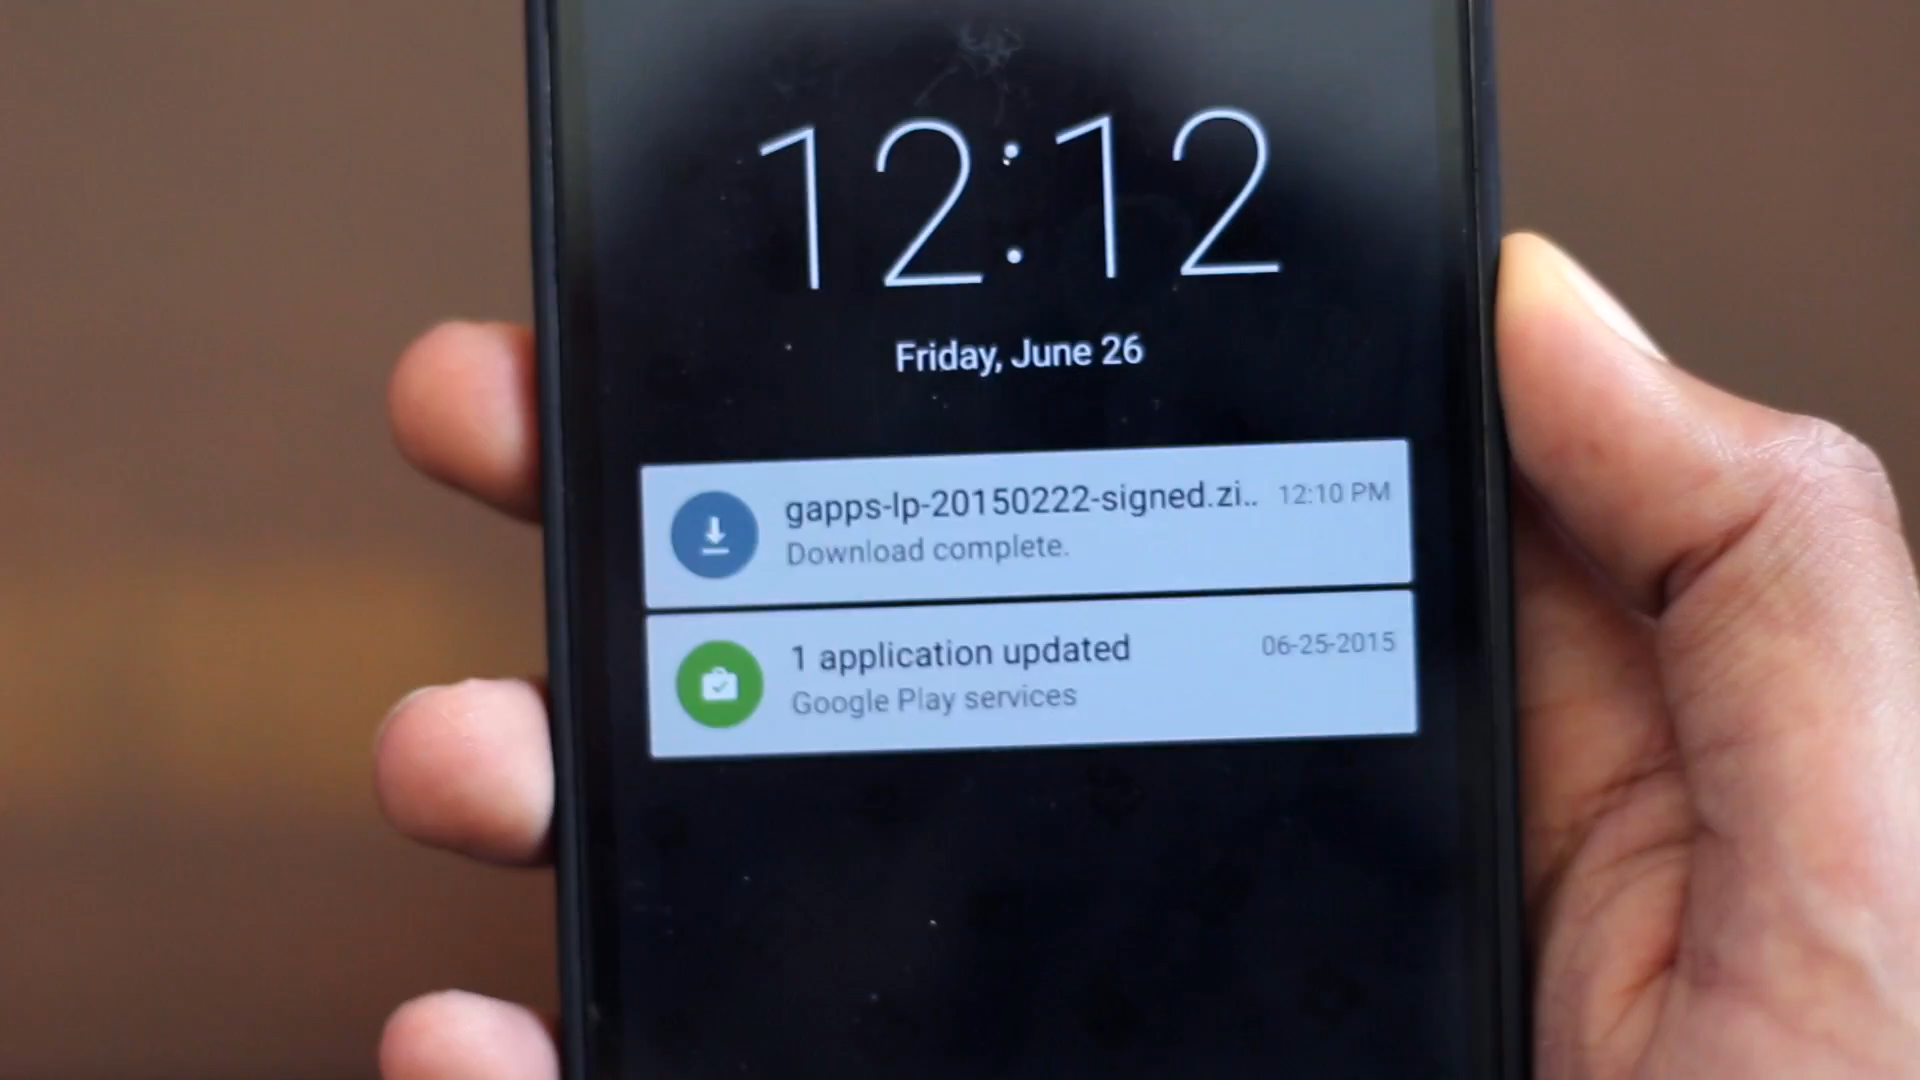 12:12
Friday, June 26
gapps-lp-20150222-signed.zi.. 12:10 PM
Download complete.
1 application updated 06-25-2015
Google Play services